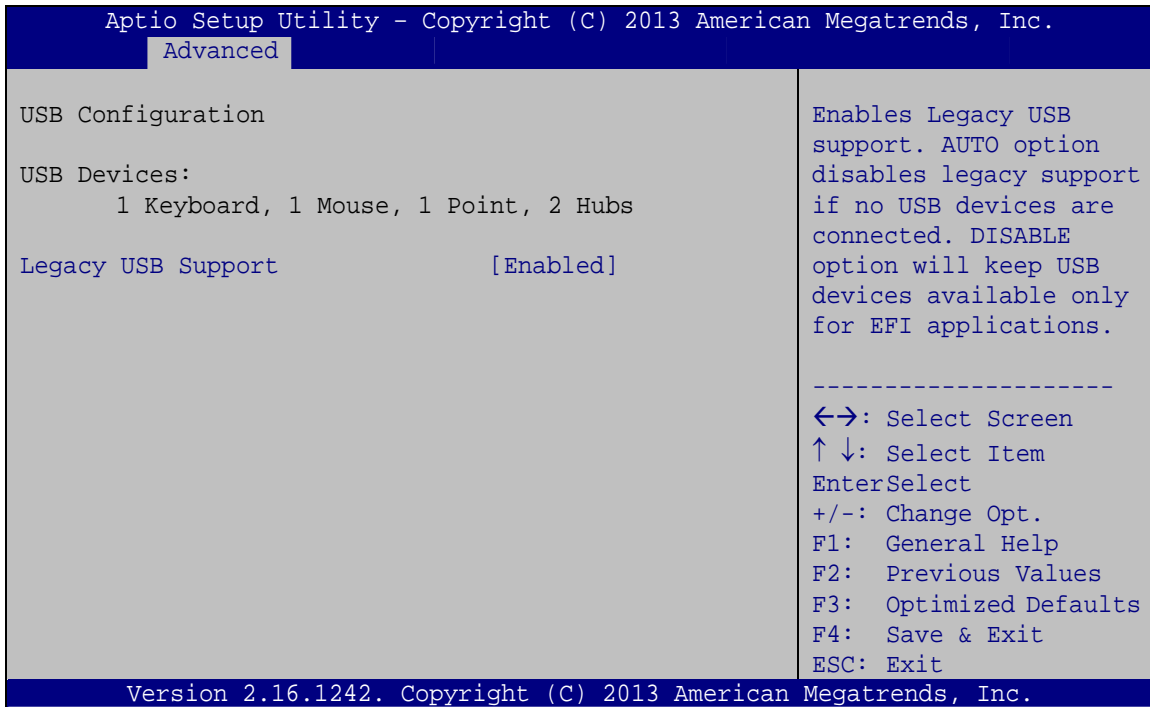 Aptio Setup Utility – Copyright (C) 2013 American Megatrends, Inc.
Advanced
USB Configuration
USB Devices:
1 Keyboard, 1 Mouse, 1 Point, 2 Hubs
Legacy USB Support [Enabled]
Enables Legacy USB
support. AUTO option
disables legacy support
if no USB devices are
connected. DISABLE
option will keep USB
devices available only
for EFI applications.
---------------------
←→: Select Screen
↑ ↓: Select Item
EnterSelect
+/-: Change Opt.
F1: General Help
F2: Previous Values
F3: Optimized Defaults
F4: Save & Exit
ESC: Exit
Version 2.16.1242. Copyright (C) 2013 American Megatrends, Inc.